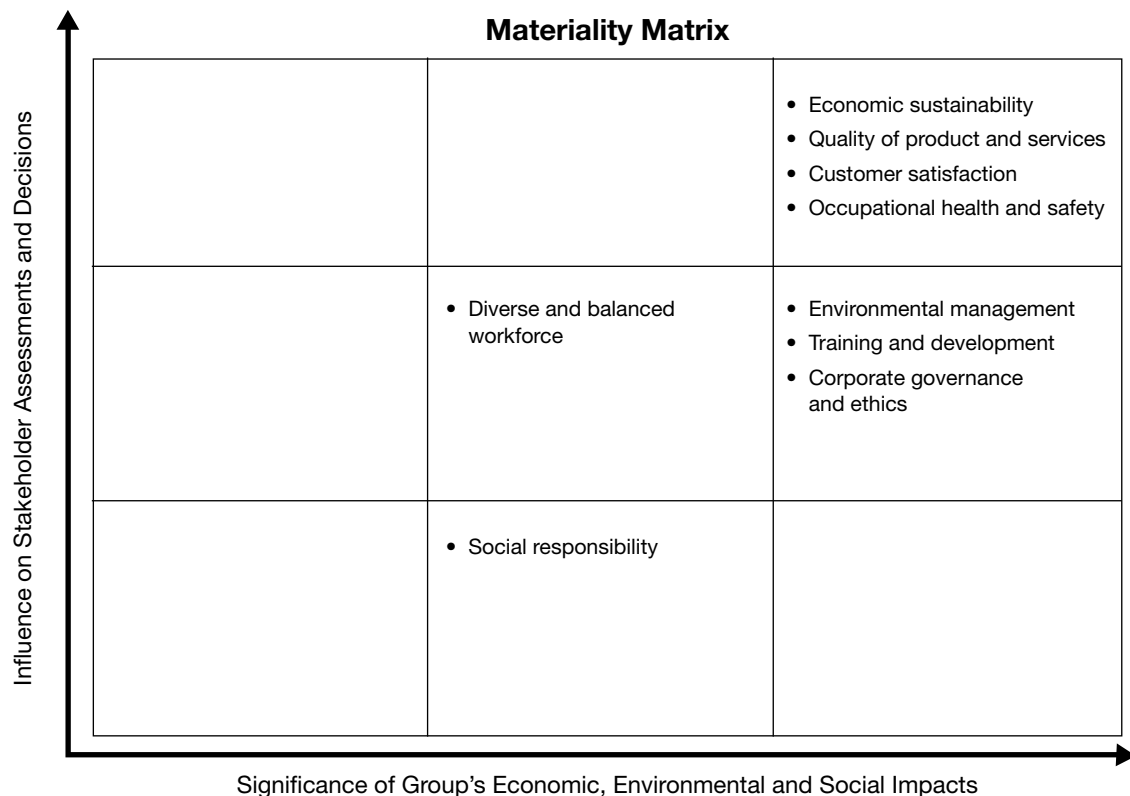 Materiality Matrix
Influence on Stakeholder Assessments and Decisions
• Economic sustainability
• Quality of product and services
• Customer satisfaction
• Occupational health and safety
• Diverse and balanced
workforce
• Environmental management
• Training and development
• Corporate governance
and ethics
• Social responsibility
Significance of Group’s Economic, Environmental and Social Impacts